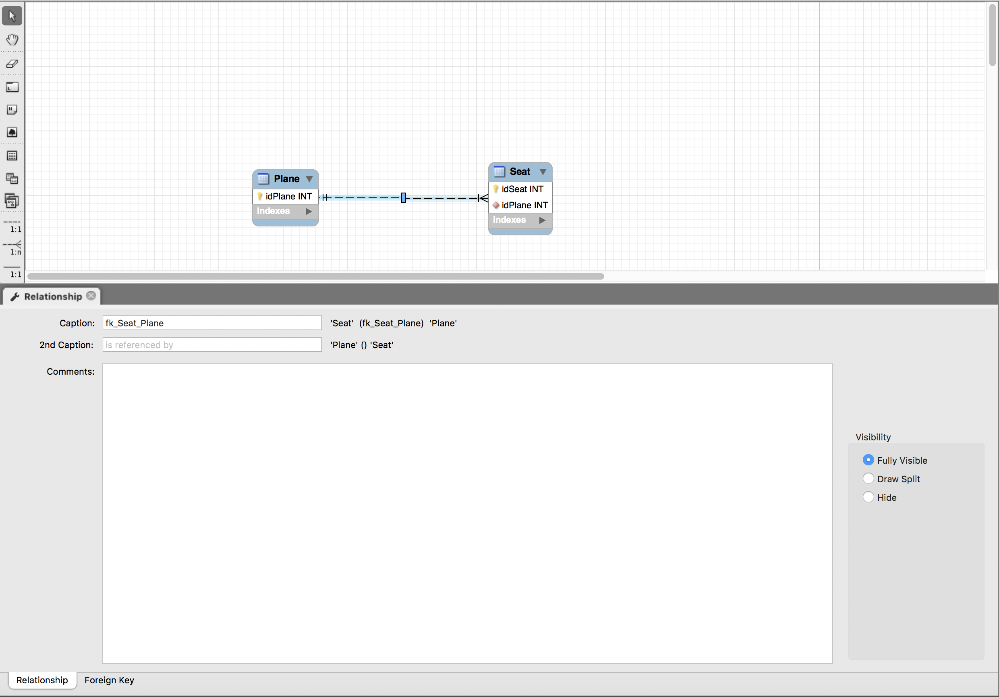 L
N
1:1
1:n
1:1
Plane
idPlane INT
Indexes
Seat
idSeat INT
idPlane INT
Indexes
Relationship
Caption: fk_Seat_Plane 'Seat' (fk_Seat_Plane) 'Plane'
2nd Caption: is referenced by 'Plane' () 'Seat'
Comments:
Visibility
Fully Visible
Draw Split
Hide
Relationship Foreign Key